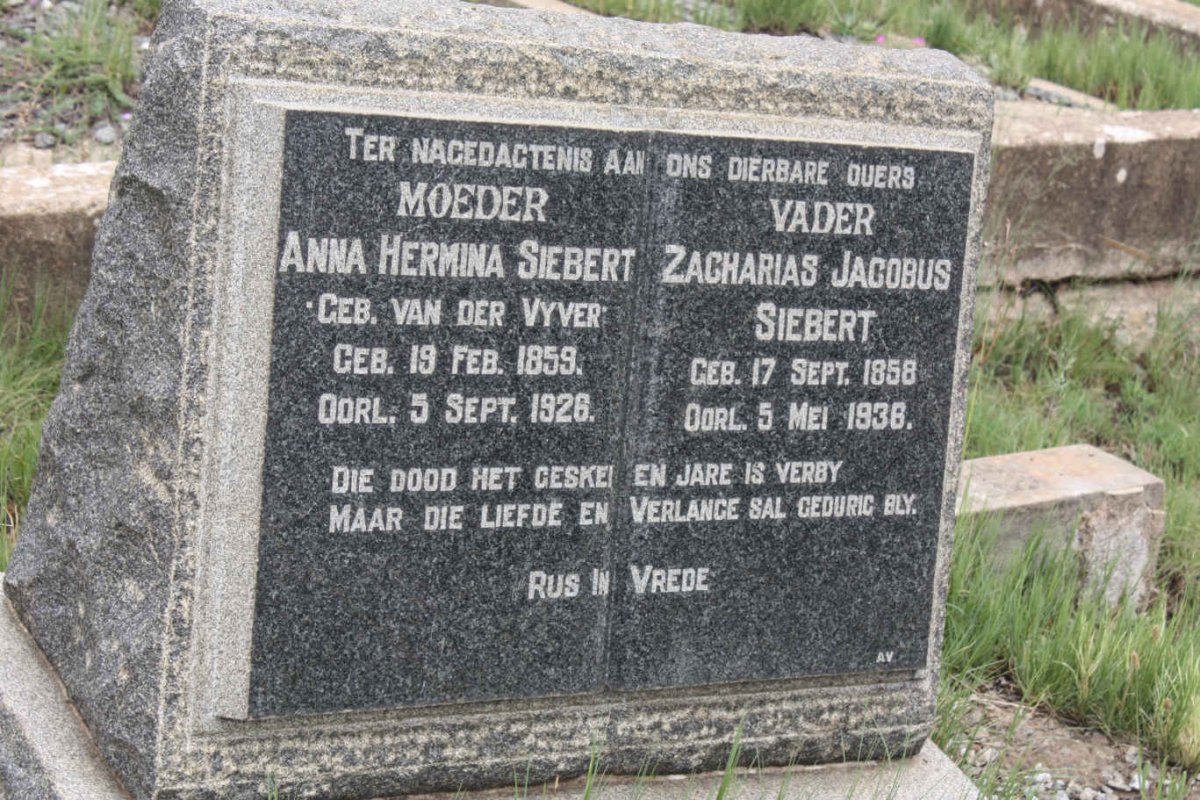 TER NAGEDAGTENIS AAN ONS DIERBARE OUERS
MOEDER
ANNA HERMINA SIEBERT
GEB. VAN DER VYVER
GEB. 19 FEB. 1859.
OORL. 5 SEPT. 1926.
VADER
ZACHARIAS JACOBUS
SIEBERT
GEB. 17 SEPT. 1858
OORL. 5 MEI 1936.
DIE DOOD HET GESKEI EN JARE IS VERBY
MAAR DIE LIEFDE EN VERLANGE SAL GEDURIG BLY.
RUS IN VREDE
AV